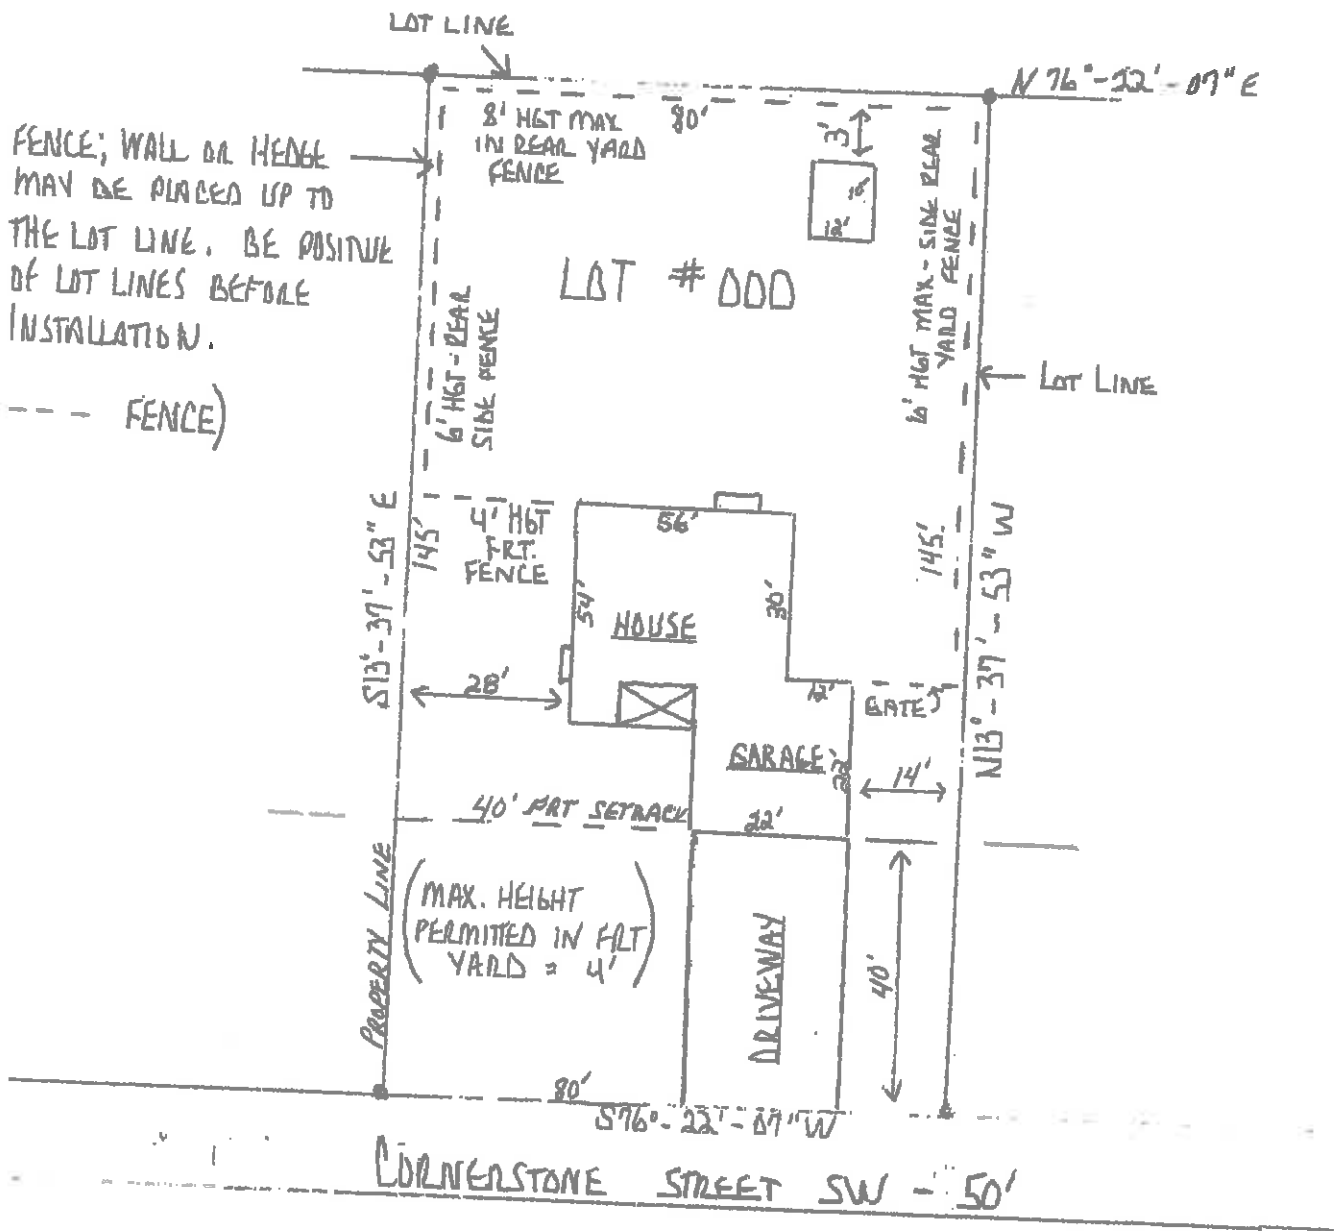 LOT LINE
N 76°-22'-07" E
8' HGT MAX
IN REAR YARD
FENCE
80'
3'
10'
12'
FENCE; WALL OR HEDGE
MAY BE PLACED UP TO
THE LOT LINE. BE POSITIVE
OF LOT LINES BEFORE
INSTALLATION.
--- FENCE)
LOT #000
6' HGT-REAR
SIDE FENCE
6' HGT MAX-SIDE REAR
YARD FENCE
LOT LINE
S13°-37'-53" E
145'
4' HGT
FRT.
FENCE
56'
54'
30'
HOUSE
145'
N13°-37'-53" W
28'
12'
GATE
GARAGE
22'
14'
40' FRT SETBACK
22'
PROPERTY LINE
(MAX. HEIGHT
PERMITTED IN FRT
YARD = 4')
DRIVEWAY
40'
80'
S76°-22'-07" W
CORNERSTONE STREET SW - 50'